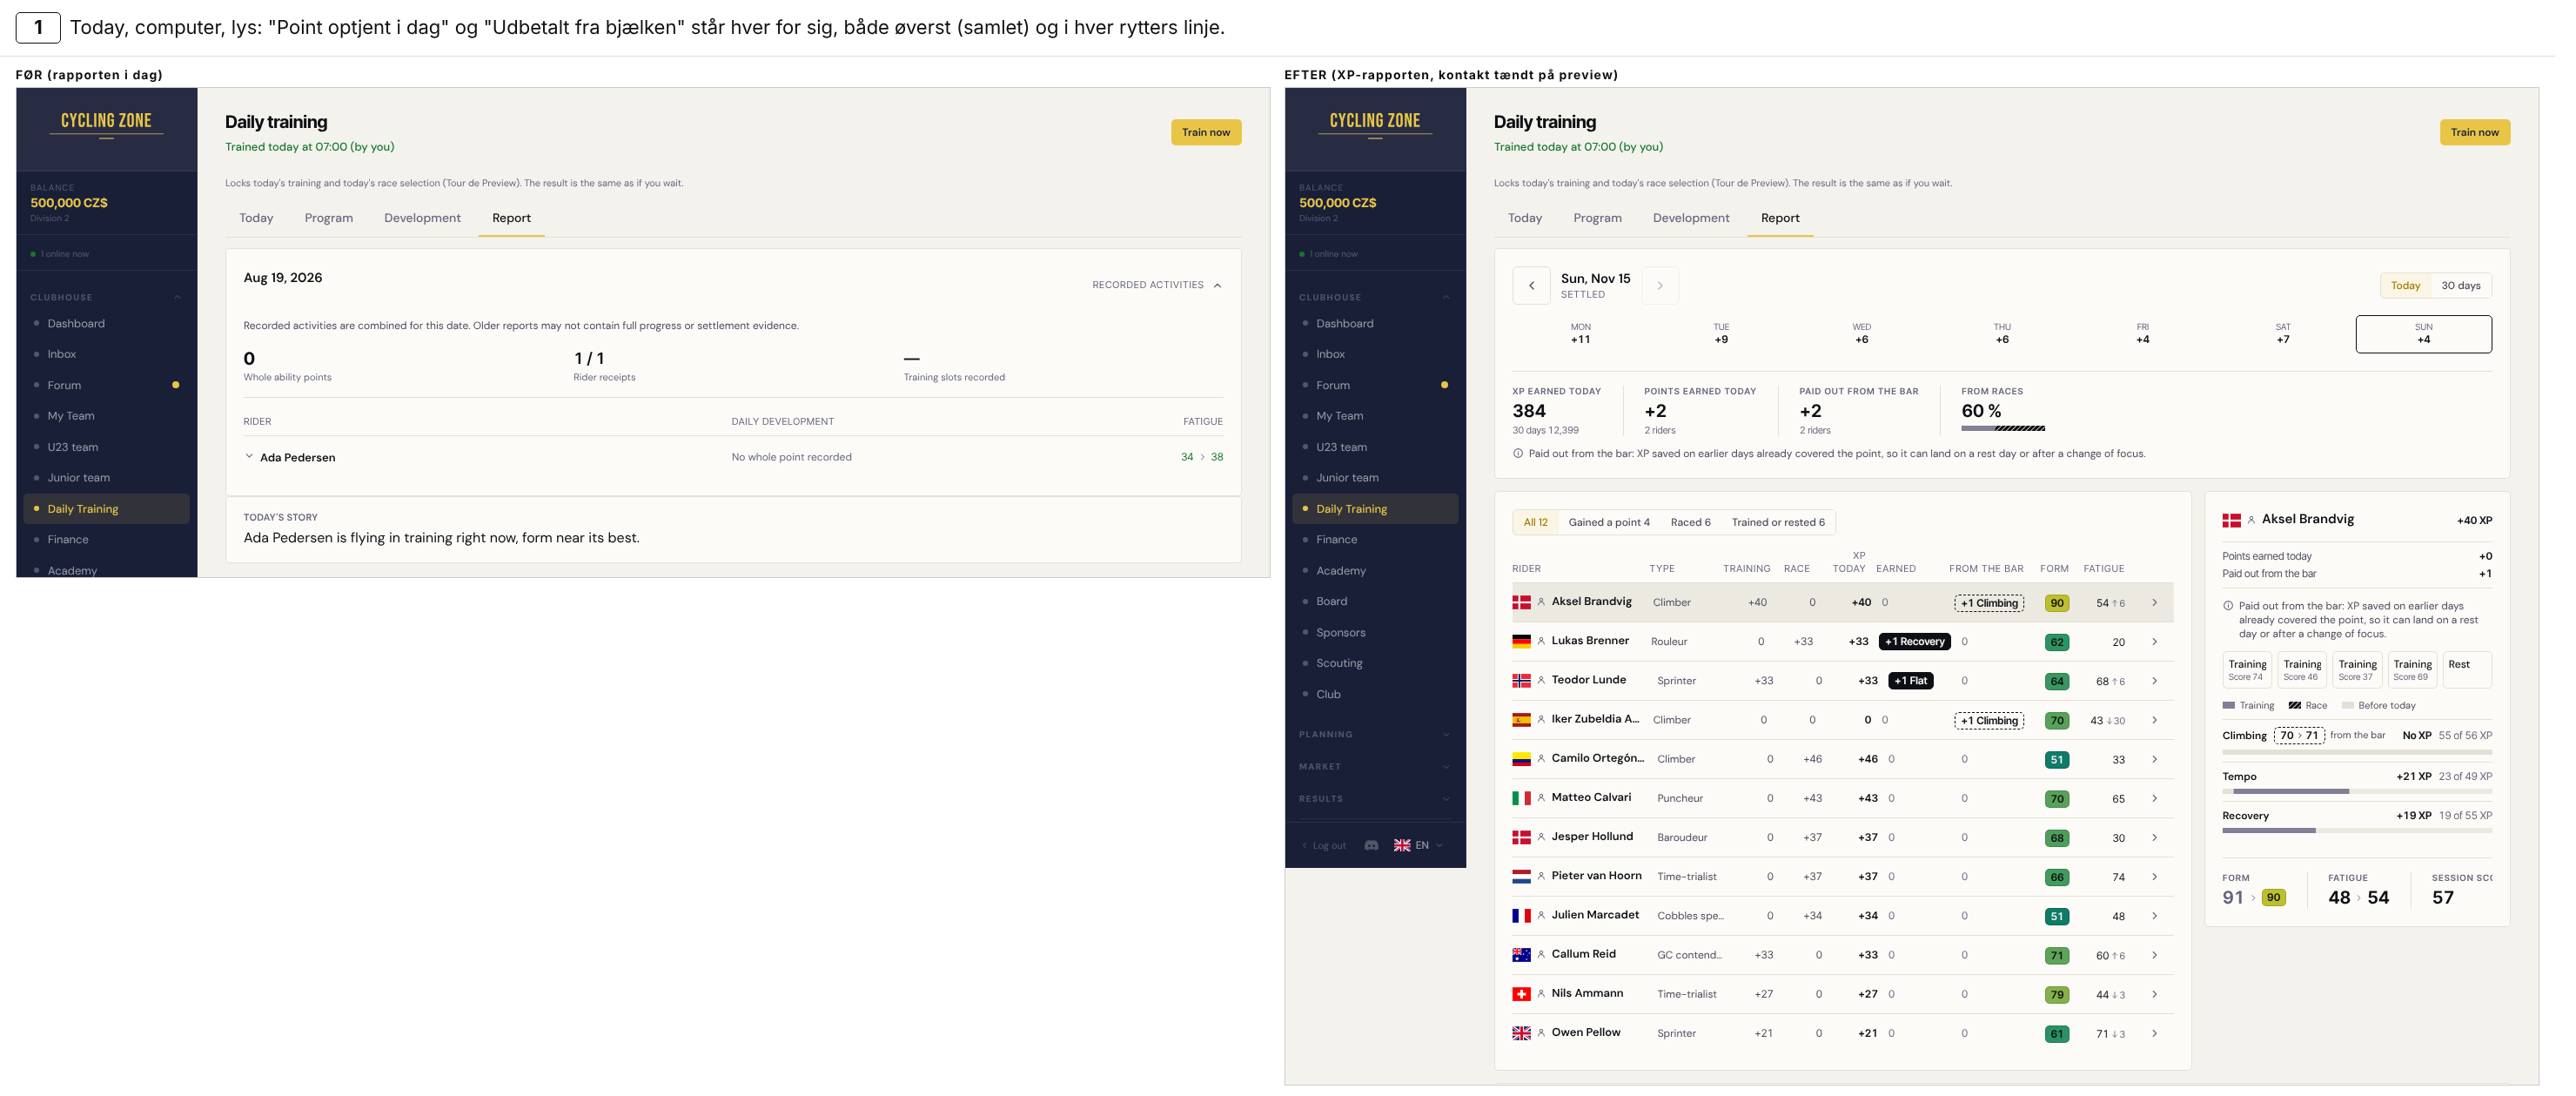 1 Today, computer, lys: "Point optjent i dag" og "Udbetalt fra bjælken" står hver for sig, både øverst (samlet) og i hver rytters linje.
FØR (rapporten i dag)
CYCLING ZONE
BALANCE
500,000 CZ$
Division 2
1 online now
CLUBHOUSE
Dashboard
Inbox
Forum
My Team
U23 team
Junior team
Daily Training
Finance
Academy
Daily training
Trained today at 07:00 (by you)
Train now
Locks today's training and today's race selection (Tour de Preview). The result is the same as if you wait.
Today Program Development Report
Aug 19, 2026
RECORDED ACTIVITIES
Recorded activities are combined for this date. Older reports may not contain full progress or settlement evidence.
0 1 / 1 —
Whole ability points Rider receipts Training slots recorded
RIDER DAILY DEVELOPMENT FATIGUE
Ada Pedersen No whole point recorded 34 › 38
TODAY'S STORY
Ada Pedersen is flying in training right now, form near its best.
EFTER (XP-rapporten, kontakt tændt på preview)
CYCLING ZONE
BALANCE
500,000 CZ$
Division 2
1 online now
CLUBHOUSE
Dashboard
Inbox
Forum
My Team
U23 team
Junior team
Daily Training
Finance
Academy
Board
Sponsors
Scouting
Club
PLANNING
MARKET
RESULTS
Log out EN
Daily training
Trained today at 07:00 (by you)
Train now
Locks today's training and today's race selection (Tour de Preview). The result is the same as if you wait.
Today Program Development Report
Sun, Nov 15
SETTLED
Today 30 days
MON TUE WED THU FRI SAT SUN
+11 +9 +6 +6 +4 +7 +4
XP EARNED TODAY POINTS EARNED TODAY PAID OUT FROM THE BAR FROM RACES
384 +2 +2 60 %
30 days 12,399 2 riders 2 riders
Paid out from the bar: XP saved on earlier days already covered the point, so it can land on a rest day or after a change of focus.
All 12 Gained a point 4 Raced 6 Trained or rested 6
RIDER TYPE TRAINING RACE XP TODAY EARNED FROM THE BAR FORM FATIGUE
Aksel Brandvig Climber +40 0 +40 0 +1 Climbing 90 54 ↑6
Lukas Brenner Rouleur 0 +33 +33 +1 Recovery 0 62 20
Teodor Lunde Sprinter +33 0 +33 +1 Flat 0 64 68 ↑6
Iker Zubeldia A… Climber 0 0 0 0 +1 Climbing 70 43 ↓30
Camilo Ortegón… Climber 0 +46 +46 0 0 51 33
Matteo Calvari Puncheur 0 +43 +43 0 0 70 65
Jesper Hollund Baroudeur 0 +37 +37 0 0 68 30
Pieter van Hoorn Time-trialist 0 +37 +37 0 0 66 74
Julien Marcadet Cobbles spe… 0 +34 +34 0 0 51 48
Callum Reid GC contend… +33 0 +33 0 0 71 60 ↑6
Nils Ammann Time-trialist +27 0 +27 0 0 79 44 ↓3
Owen Pellow Sprinter +21 0 +21 0 0 61 71 ↓3
Aksel Brandvig +40 XP
Points earned today +0
Paid out from the bar +1
Paid out from the bar: XP saved on earlier days
already covered the point, so it can land on a rest
day or after a change of focus.
Training Training Training Training Rest
Score 74 Score 46 Score 37 Score 69
Training Race Before today
Climbing 70 › 71 from the bar No XP 55 of 56 XP
Tempo +21 XP 23 of 49 XP
Recovery +19 XP 19 of 55 XP
FORM FATIGUE SESSION SC
91 › 90 48 › 54 57